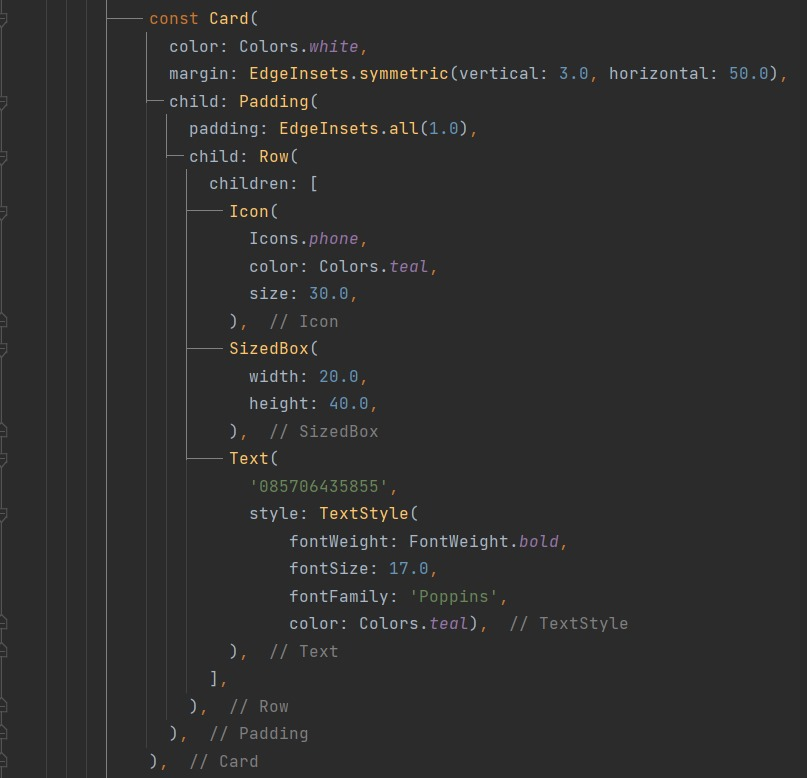 const Card(
color: Colors.white,
margin: EdgeInsets.symmetric(vertical: 3.0, horizontal: 50.0),
child: Padding(
padding: EdgeInsets.all(1.0),
child: Row(
children: [
Icon(
Icons.phone,
color: Colors.teal,
size: 30.0,
), // Icon
SizedBox(
width: 20.0,
height: 40.0,
), // SizedBox
Text(
'085706435855',
style: TextStyle(
fontWeight: FontWeight.bold,
fontSize: 17.0,
fontFamily: 'Poppins',
color: Colors.teal), // TextStyle
), // Text
],
), // Row
), // Padding
), // Card